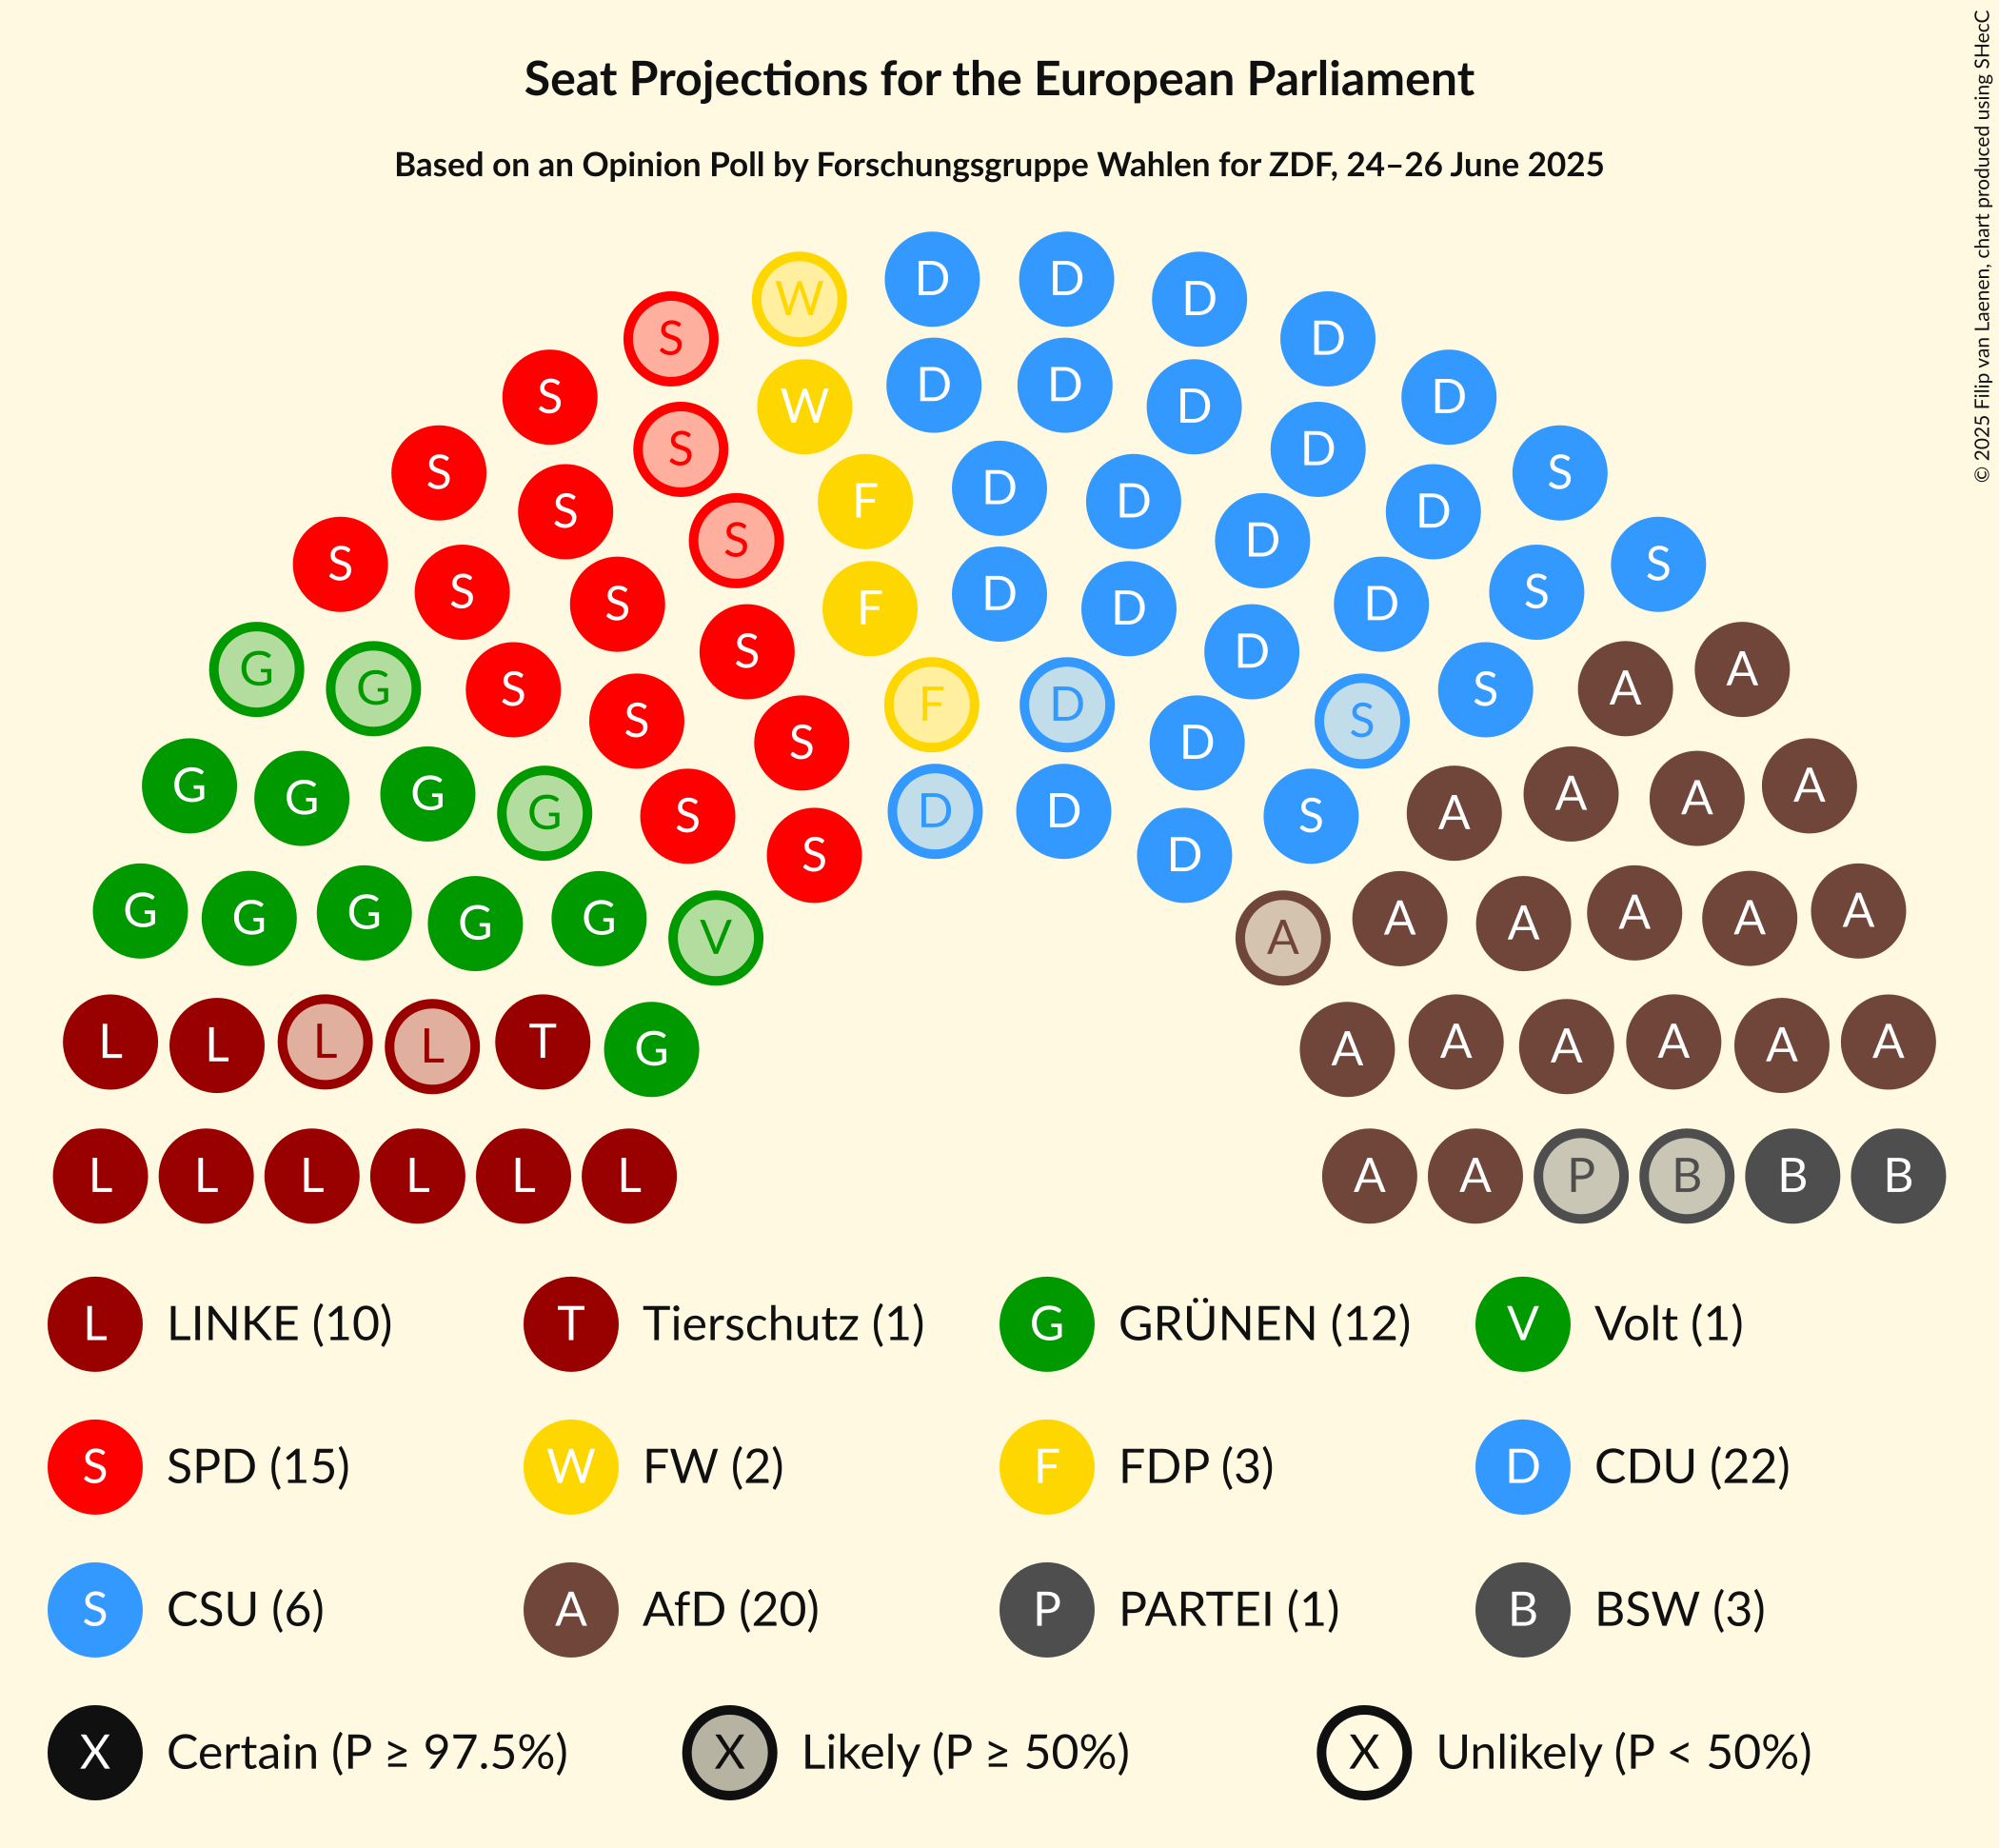 Seat Projections for the European Parliament
Based on an Opinion Poll by Forschungsgruppe Wahlen for ZDF, 24–26 June 2025
© 2025 Filip van Laenen, chart produced using SHecC
W D D D
S D
S W D D D D
S D D S
S S F D D D D S
S S S F D D D D S S
G G S S S F D D S S A A
G G G G S S D D D S A A A A
G G G G G V S D A A A A A A
L L L L T G A A A A A A
L L L L L L A A P B B B
L LINKE (10) T Tierschutz (1) G GRÜNEN (12) V Volt (1)
S SPD (15) W FW (2) F FDP (3) D CDU (22)
S CSU (6) A AfD (20) P PARTEI (1) B BSW (3)
X Certain (P ≥ 97.5%) X Likely (P ≥ 50%) X Unlikely (P < 50%)